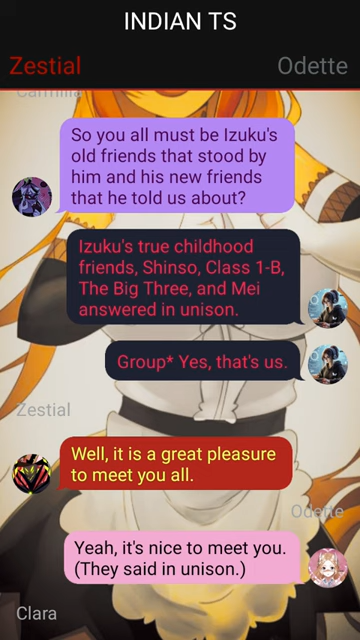 INDIAN TS
Zestial
Odette
Carmilla
So you all must be Izuku's
old friends that stood by
him and his new friends
that he told us about?
Izuku's true childhood
friends, Shinso, Class 1-B,
The Big Three, and Mei
answered in unison.
Group* Yes, that's us.
Zestial
Well, it is a great pleasure
to meet you all.
Odette
Yeah, it's nice to meet you.
(They said in unison.)
Clara